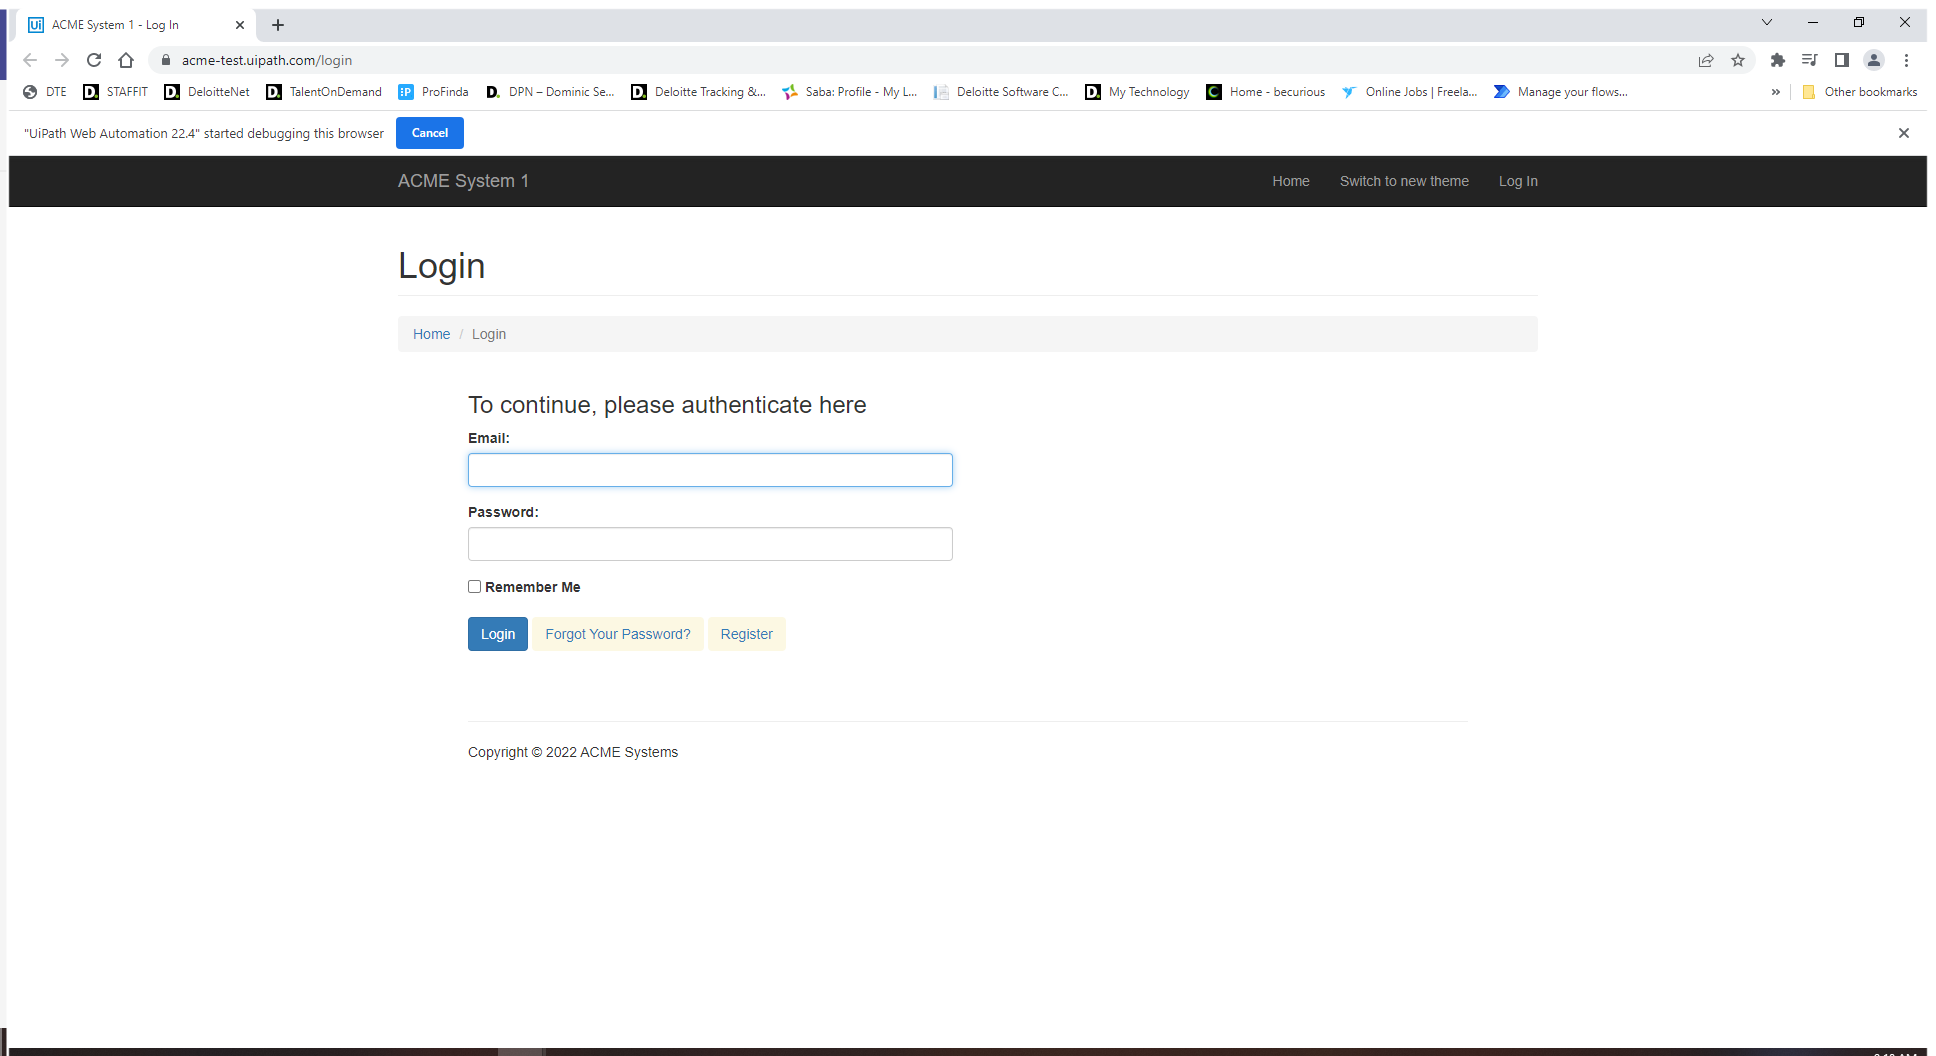 Ui ACME System 1 - Log In
acme-test.uipath.com/login
DTE D. STAFFIT D. DeloitteNet D. TalentOnDemand :P ProFinda D. DPN – Dominic Se... D. Deloitte Tracking &... Saba: Profile - My L... Deloitte Software C... D. My Technology C Home - becurious Online Jobs | Freela... Manage your flows... » Other bookmarks
"UiPath Web Automation 22.4" started debugging this browser Cancel
ACME System 1 Home Switch to new theme Log In
Login
Home / Login
To continue, please authenticate here
Email:
Password:
Remember Me
Login Forgot Your Password? Register
Copyright © 2022 ACME Systems